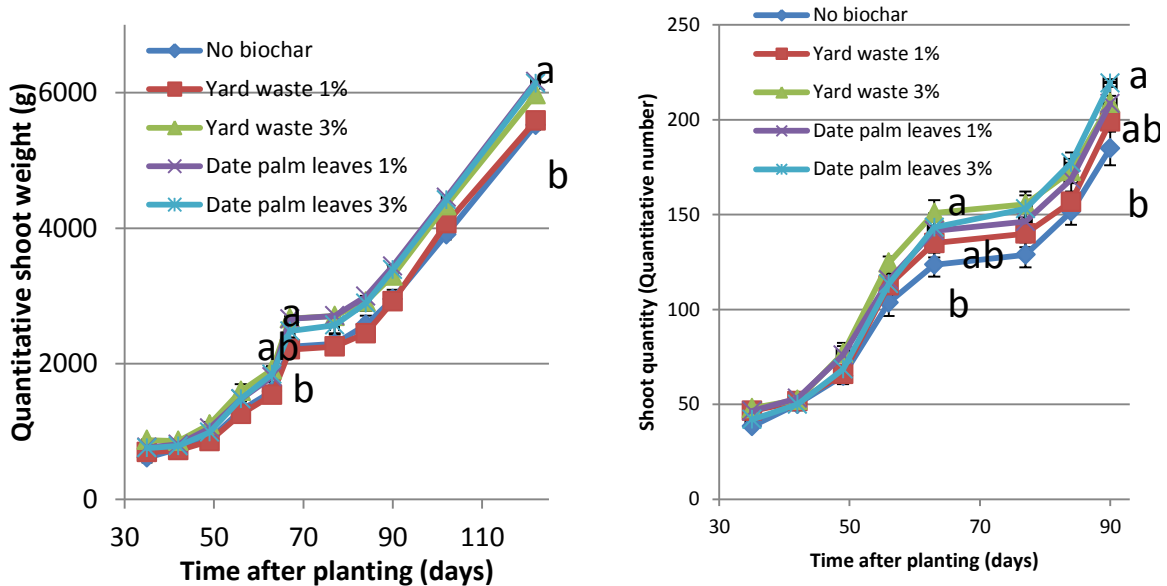 Quantitative shoot weight (g)
6000
4000
2000
0
30 50 70 90 110
Time after planting (days)
No biochar
Yard waste 1%
Yard waste 3%
Date palm leaves 1%
Date palm leaves 3%
a
b
a
ab
b
Shoot quantity (Quantitative number)
250
200
150
100
50
0
30 50 70 90
Time after planting (days)
No biochar
Yard waste 1%
Yard waste 3%
Date palm leaves 1%
Date palm leaves 3%
a
ab
b
a
ab
b